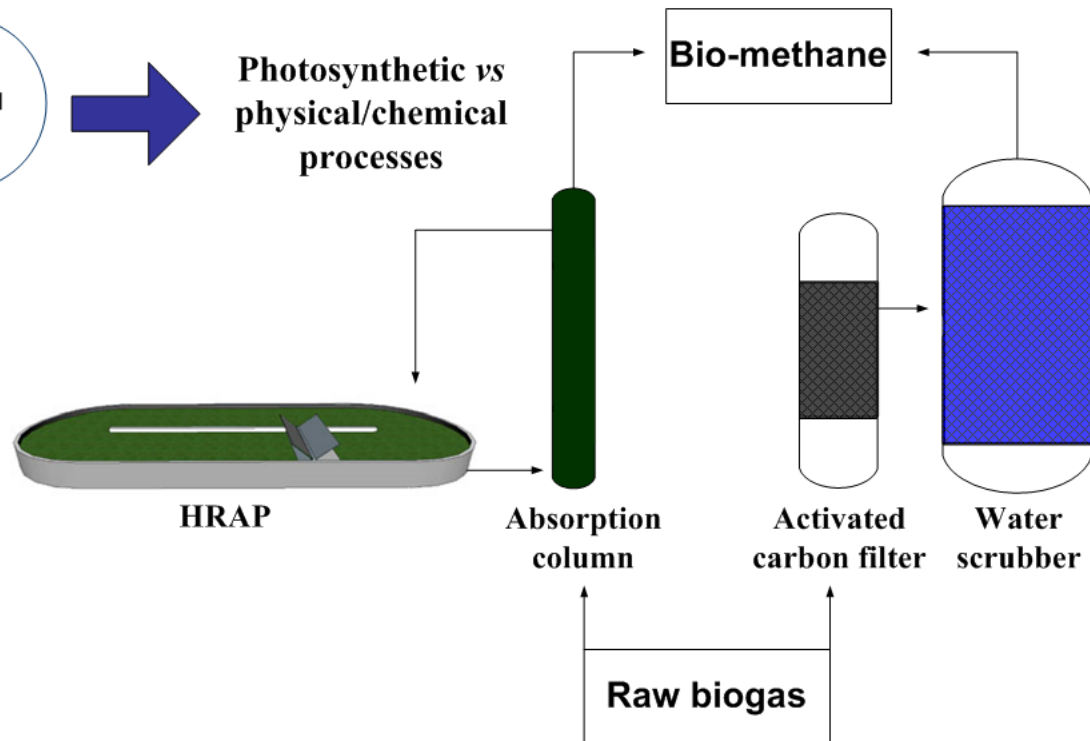 Photosynthetic vs
physical/chemical
processes
Bio-methane
HRAP
Absorption
column
Activated
carbon filter
Water
scrubber
Raw biogas